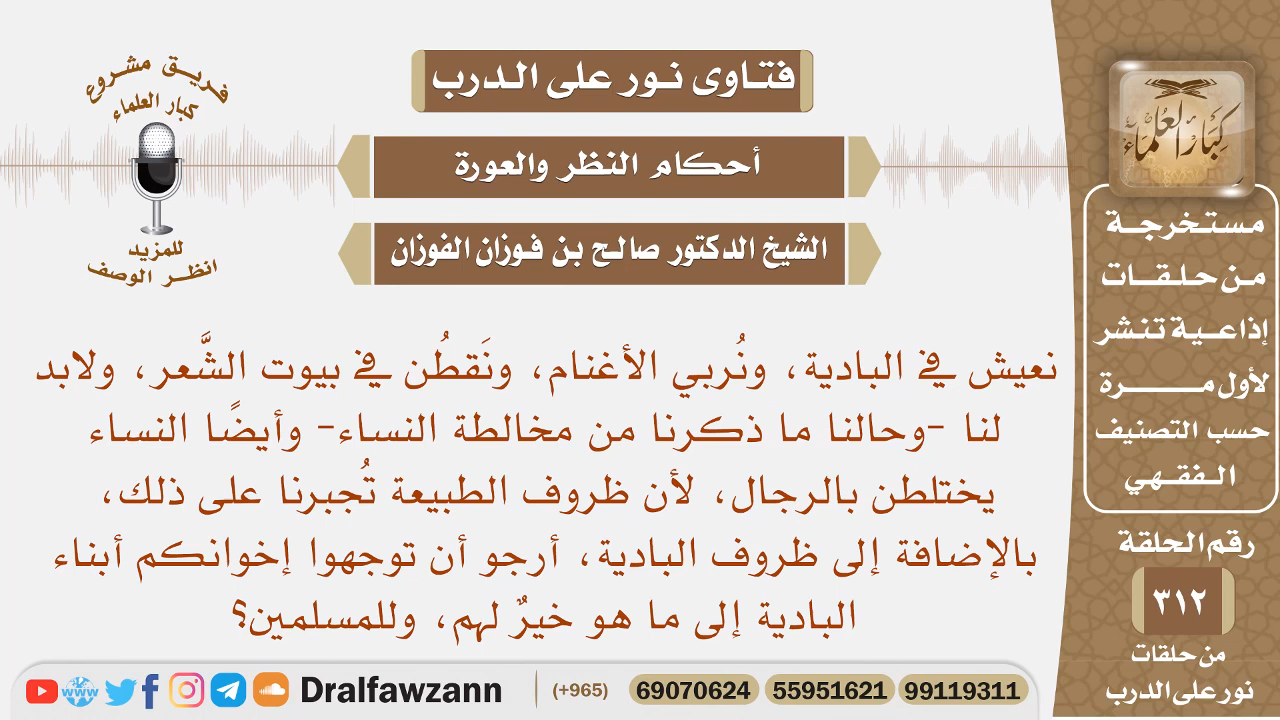 فتاوى نور على الدرب
أحكام النظر والعورة
الشيخ الدكتور صالح بن فوزان الفوزان
فريق مشروع
كبار العلماء
للمزيد
انظر الوصف
نعيش في البادية، ونُربي الأغنام، ونَقطُن في بيوت الشَّعر، ولابد
لنا -وحالنا ما ذكرنا من مخالطة النساء- وأيضًا النساء
يختلطن بالرجال، لأن ظروف الطبيعة تُجبرنا على ذلك،
بالإضافة إلى ظروف البادية، أرجو أن توجهوا إخوانكم أبناء
البادية إلى ما هو خيرٌ لهم، وللمسلمين؟
كِبَار العُلَمَاء
مستخرجة
من حلقات
إذاعية تنشر
لأول مرة
حسب التصنيف
الفقهي
رقم الحلقة
٣١٢
من حلقات
نور على الدرب
www Dralfawzann (+965) 69070624 55951621 99119311